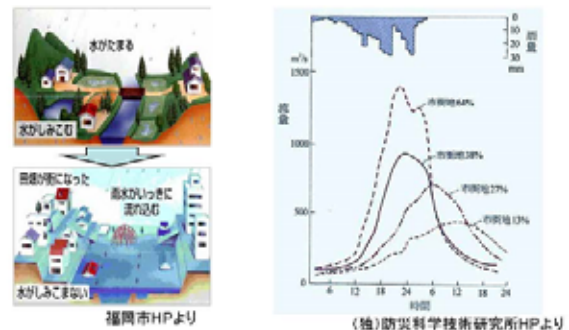 水がたまる
水がしみこむ
田畑が街になった
雨水がいっきに
流れ込む
水がしみこまない
福岡市HPより
0
10
20
30
mm
雨量
m³/s
1500
流量
1000
500
0
市街地64%
市街地38%
市街地27%
市街地13%
6 12 18 24 6 12 18 20 24
時間
(独)防災科学技術研究所HPより